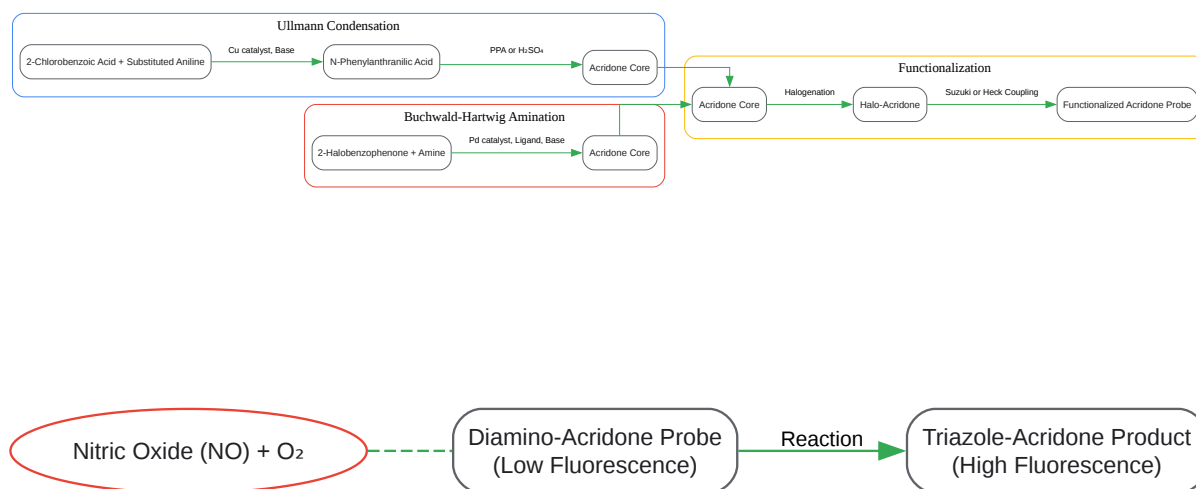 Ullmann Condensation
2-Chlorobenzoic Acid + Substituted Aniline
Cu catalyst, Base
N-Phenylanthranilic Acid
PPA or H₂SO₄
Acridone Core
Functionalization
Acridone Core
Halogenation
Halo-Acridone
Suzuki or Heck Coupling
Functionalized Acridone Probe
Buchwald-Hartwig Amination
2-Halobenzophenone + Amine
Pd catalyst, Ligand, Base
Acridone Core
Nitric Oxide (NO) + O₂
Diamino-Acridone Probe
(Low Fluorescence)
Reaction
Triazole-Acridone Product
(High Fluorescence)